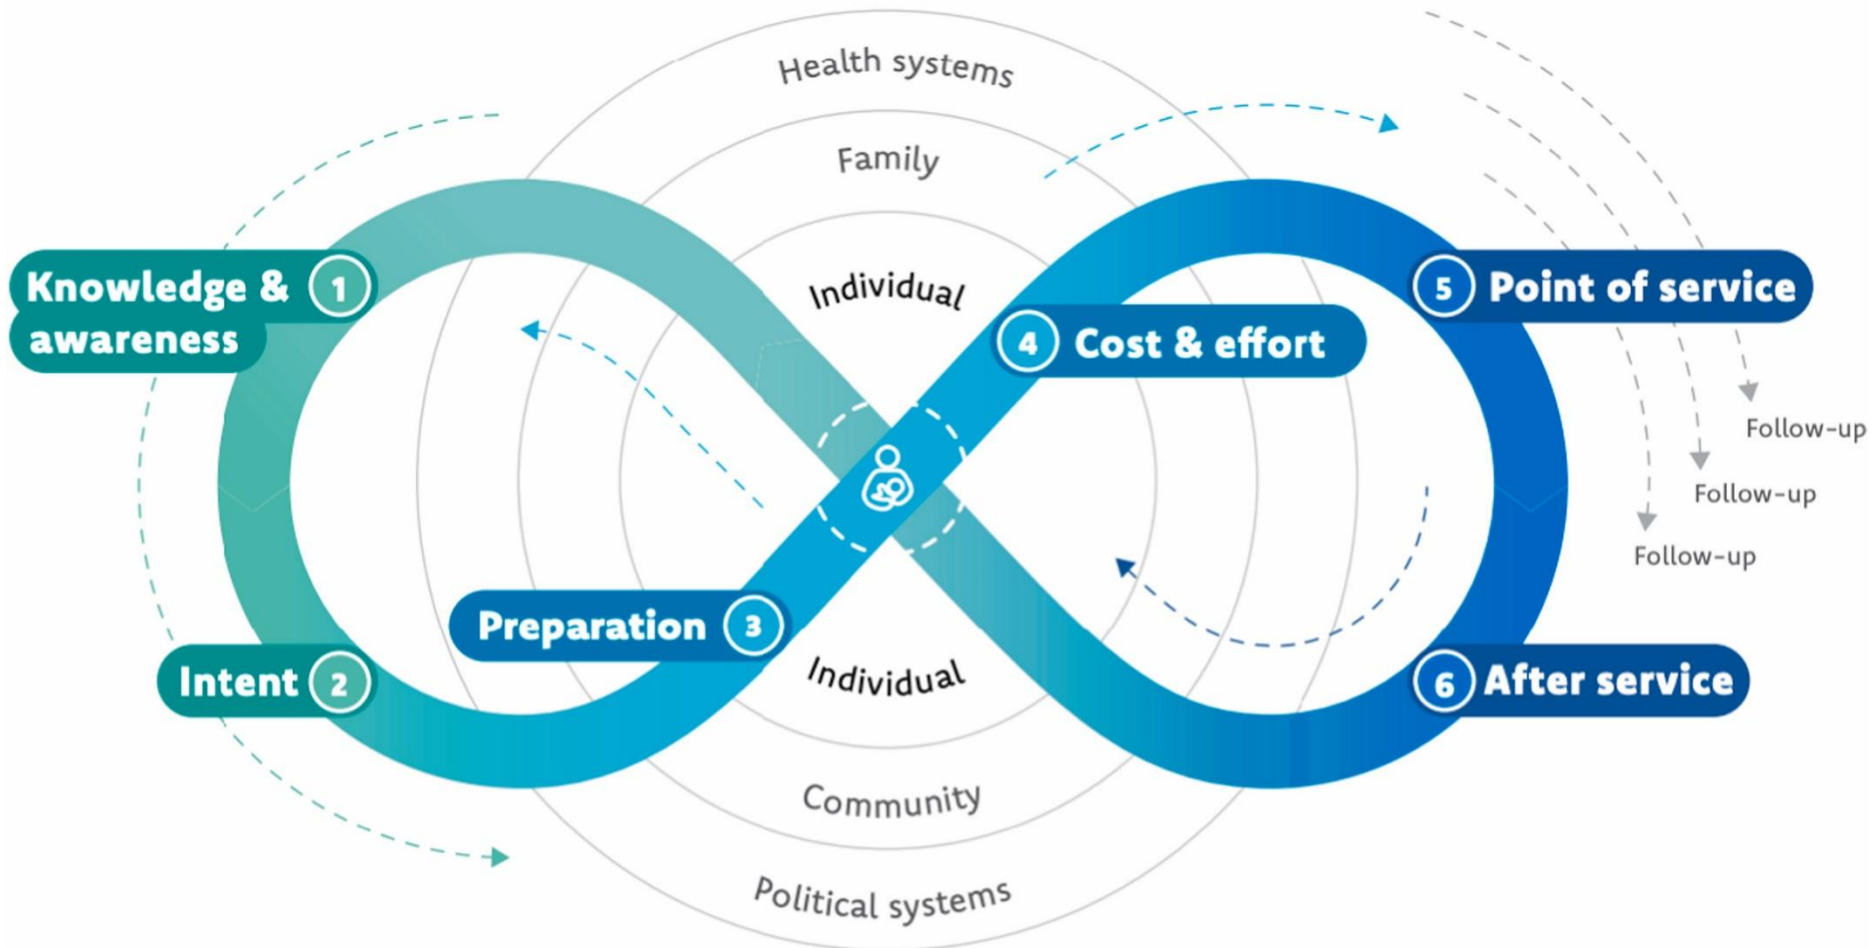 Health systems
Family
Individual
Knowledge & 1
awareness
4 Cost & effort
5 Point of service
Follow-up
Follow-up
Follow-up
Preparation 3
Intent 2
6 After service
Individual
Community
Political systems